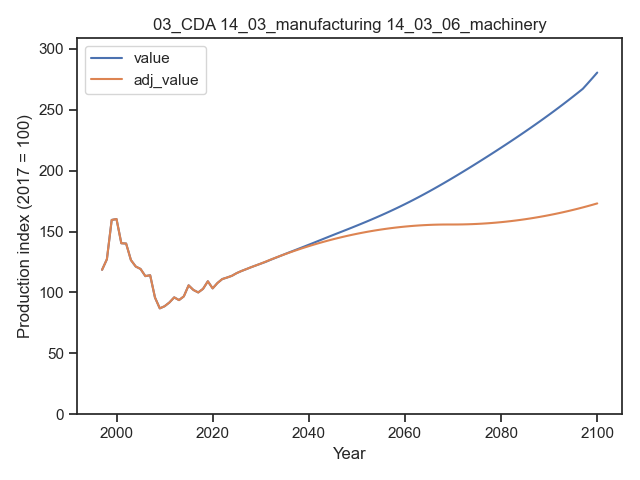 03_CDA 14_03_manufacturing 14_03_06_machinery
300
250
200
150
100
50
0
Production index (2017 = 100)
value
adj_value
2000 2020 2040 2060 2080 2100
Year